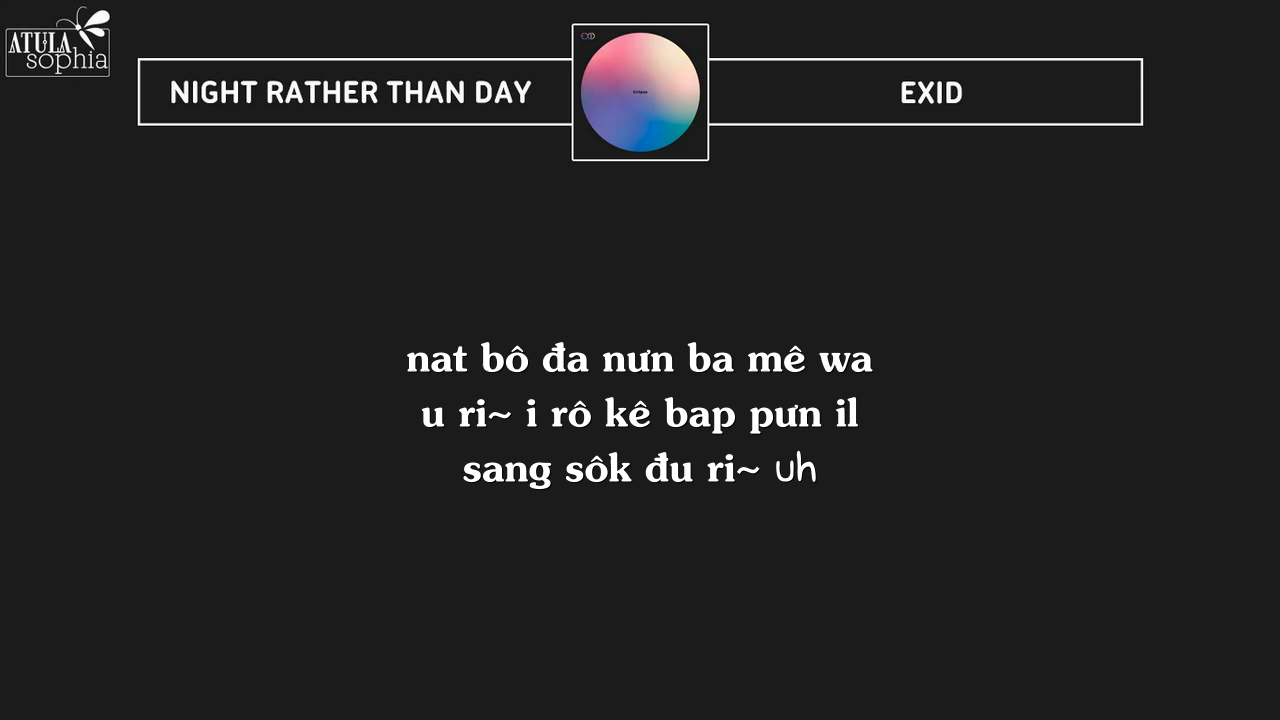 ATULA
sophia
NIGHT RATHER THAN DAY
EXID
nat bô đa nưn ba mê wa
u ri~ i rô kê bap pưn il
sang sôk đu ri~ uh